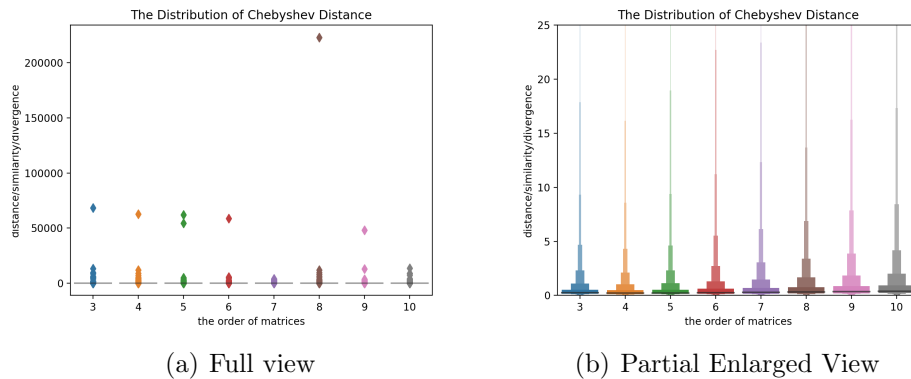 The Distribution of Chebyshev Distance
distance/similarity/divergence
200000
150000
100000
50000
0
3 4 5 6 7 8 9 10
the order of matrices
(a) Full view
The Distribution of Chebyshev Distance
distance/similarity/divergence
25
20
15
10
5
0
3 4 5 6 7 8 9 10
the order of matrices
(b) Partial Enlarged View